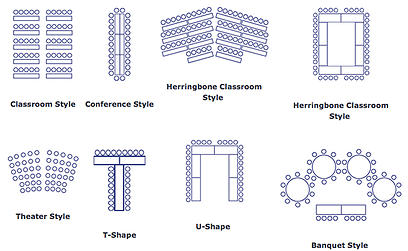 Classroom Style
Conference Style
Herringbone Classroom
Style
Herringbone Classroom
Style
Theater Style
T-Shape
U-Shape
Banquet Style